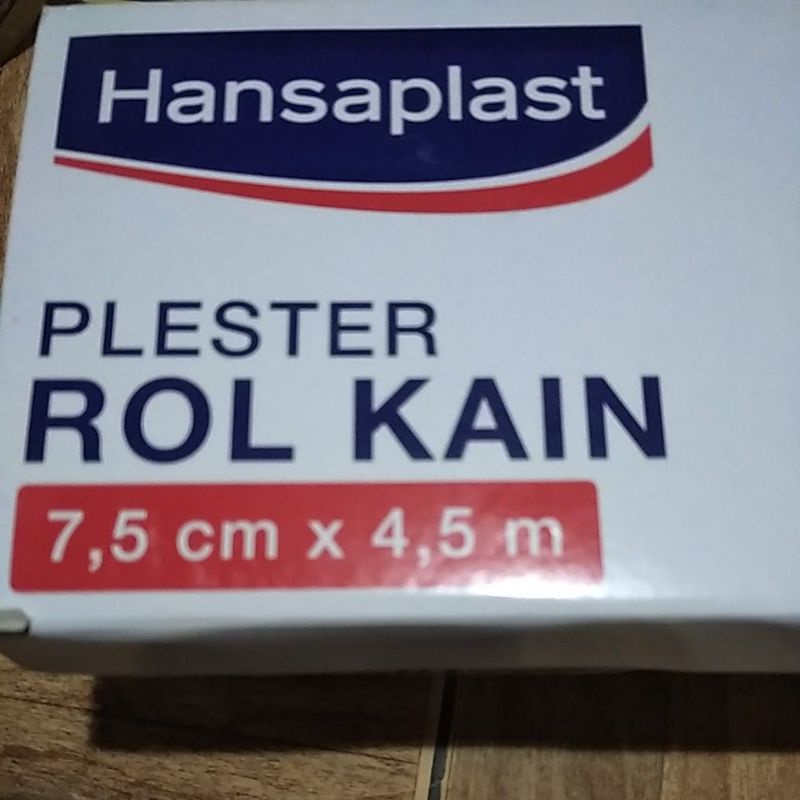 Hansaplast
PLESTER
ROL KAIN
7,5 cm x 4,5 m